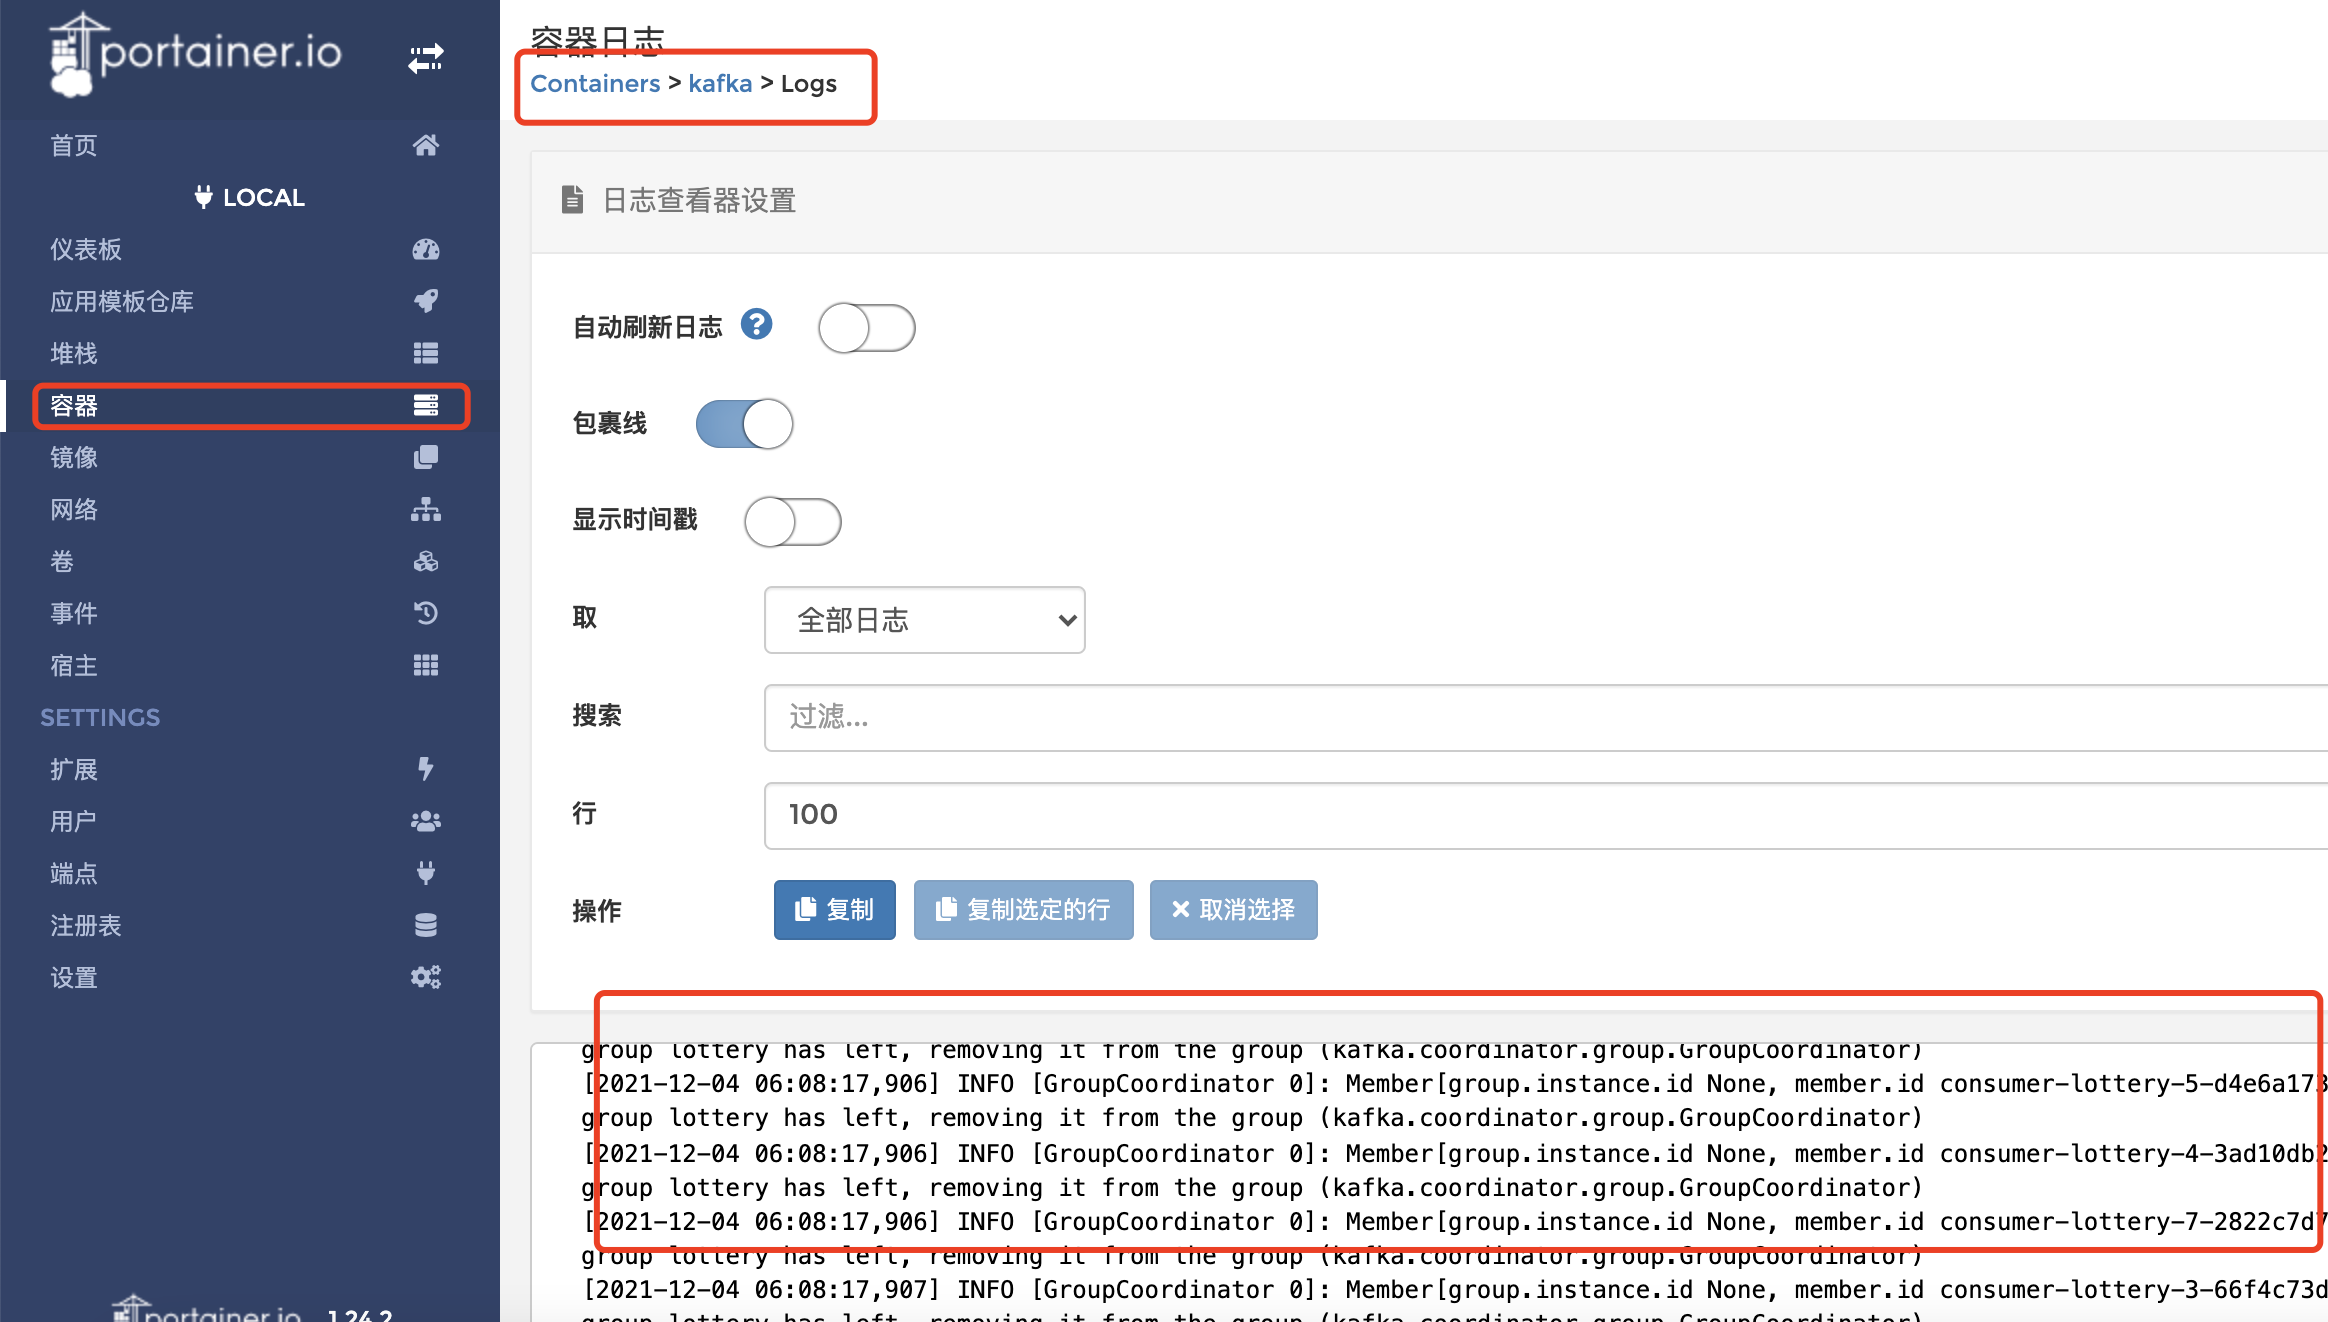 portainer.io
首页
LOCAL
仪表板
应用模板仓库
堆栈
容器
镜像
网络
卷
事件
宿主
SETTINGS
扩展
用户
端点
注册表
设置
portainer.io 1.24.2
容器日志
Containers > kafka > Logs
日志查看器设置
自动刷新日志
包裹线
显示时间戳
取 全部日志
搜索 过滤...
行 100
操作 复制 复制选定的行 取消选择
group lottery has left, removing it from the group (kafka.coordinator.group.GroupCoordinator)
[2021-12-04 06:08:17,906] INFO [GroupCoordinator 0]: Member[group.instance.id None, member.id consumer-lottery-5-d4e6a173
group lottery has left, removing it from the group (kafka.coordinator.group.GroupCoordinator)
[2021-12-04 06:08:17,906] INFO [GroupCoordinator 0]: Member[group.instance.id None, member.id consumer-lottery-4-3ad10db2
group lottery has left, removing it from the group (kafka.coordinator.group.GroupCoordinator)
[2021-12-04 06:08:17,906] INFO [GroupCoordinator 0]: Member[group.instance.id None, member.id consumer-lottery-7-2822c7d7
group lottery has left, removing it from the group (kafka.coordinator.group.GroupCoordinator)
[2021-12-04 06:08:17,907] INFO [GroupCoordinator 0]: Member[group.instance.id None, member.id consumer-lottery-3-66f4c73d
group lottery has left, removing it from the group (kafka.coordinator.group.GroupCoordinator)